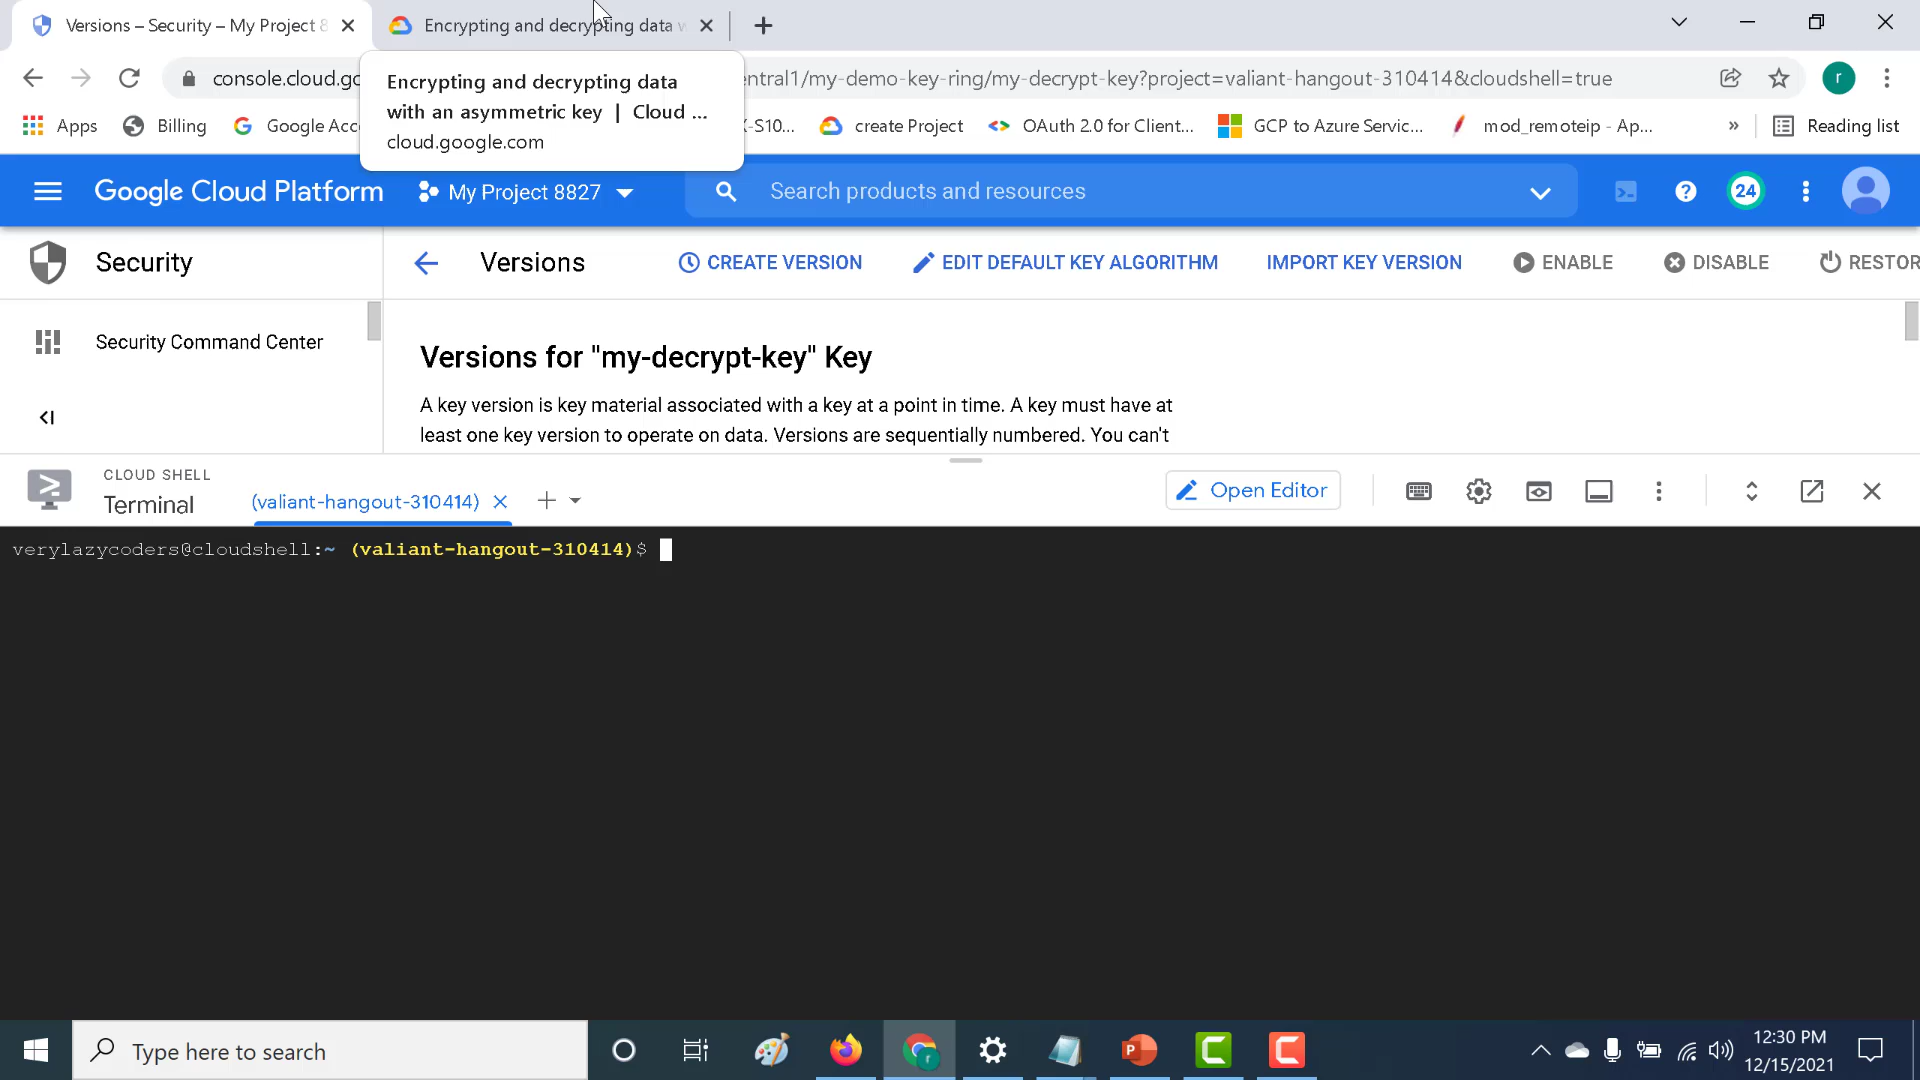 Versions – Security – My Project 8
Encrypting and decrypting data w
console.cloud.go
entral1/my-demo-key-ring/my-decrypt-key?project=valiant-hangout-310414&cloudshell=true
r
Encrypting and decrypting data
with an asymmetric key | Cloud ...
cloud.google.com
Apps
Billing
Google Acc
X-S10...
create Project
OAuth 2.0 for Client...
GCP to Azure Servic...
mod_remoteip - Ap...
»
Reading list
Google Cloud Platform
My Project 8827
Search products and resources
24
Security
Versions
CREATE VERSION
EDIT DEFAULT KEY ALGORITHM
IMPORT KEY VERSION
ENABLE
DISABLE
RESTOR
Security Command Center
Versions for "my-decrypt-key" Key
A key version is key material associated with a key at a point in time. A key must have at
least one key version to operate on data. Versions are sequentially numbered. You can't
CLOUD SHELL
Terminal
(valiant-hangout-310414)
Open Editor
verylazycoders@cloudshell:~ (valiant-hangout-310414)$
Type here to search
12:30 PM
12/15/2021